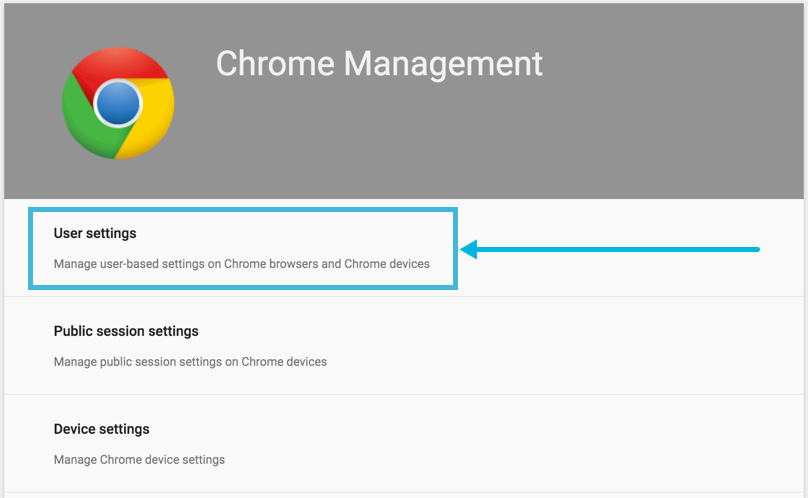 Chrome Management
User settings
Manage user-based settings on Chrome browsers and Chrome devices
Public session settings
Manage public session settings on Chrome devices
Device settings
Manage Chrome device settings